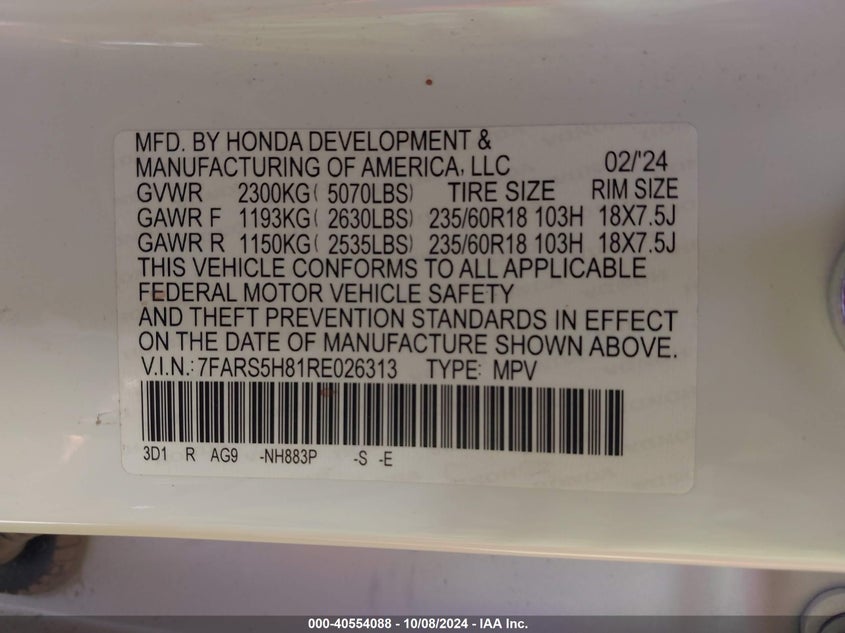 MFD. BY HONDA DEVELOPMENT &
MANUFACTURING OF AMERICA, LLC 02/'24
GVWR 2300KG( 5070LBS) TIRE SIZE RIM SIZE
GAWR F 1193KG( 2630LBS) 235/60R18 103H 18X7.5J
GAWR R 1150KG( 2535LBS) 235/60R18 103H 18X7.5J
THIS VEHICLE CONFORMS TO ALL APPLICABLE
FEDERAL MOTOR VEHICLE SAFETY
AND THEFT PREVENTION STANDARDS IN EFFECT
ON THE DATE OF MANUFACTURE SHOWN ABOVE.
V.I.N.: 7FARS5H81RE026313 TYPE: MPV
3D1 R AG9 -NH883P -S -E
000-40554088 - 10/08/2024 - IAA Inc.